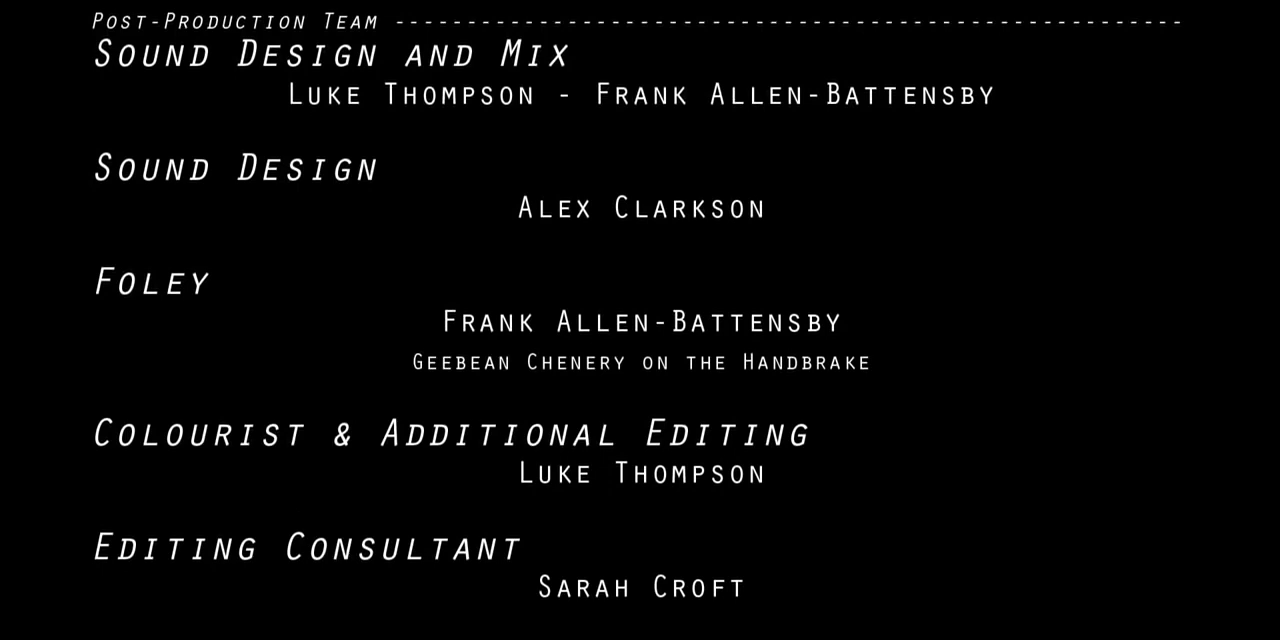 Post-Production Team -------------------------------------------------------
Sound Design and Mix
Luke Thompson - Frank Allen-Battensby
Sound Design
Alex Clarkson
Foley
Frank Allen-Battensby
Geebean Chenery on the Handbrake
Colourist & Additional Editing
Luke Thompson
Editing Consultant
Sarah Croft